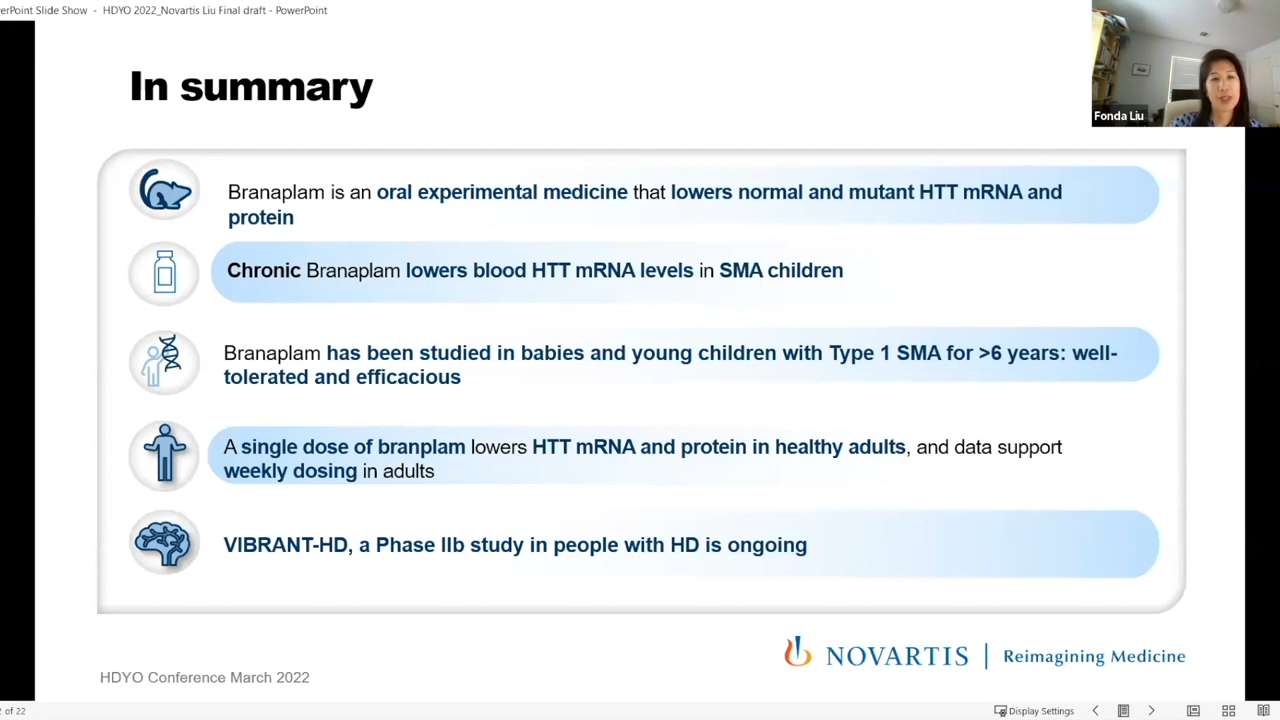 PowerPoint Slide Show - HDYO 2022_Novartis Liu Final draft - PowerPoint
Fonda Liu
In summary
Branaplam is an oral experimental medicine that lowers normal and mutant HTT mRNA and
protein
Chronic Branaplam lowers blood HTT mRNA levels in SMA children
Branaplam has been studied in babies and young children with Type 1 SMA for >6 years: well-
tolerated and efficacious
A single dose of branplam lowers HTT mRNA and protein in healthy adults, and data support
weekly dosing in adults
VIBRANT-HD, a Phase IIb study in people with HD is ongoing
NOVARTIS | Reimagining Medicine
HDYO Conference March 2022
of 22
Display Settings